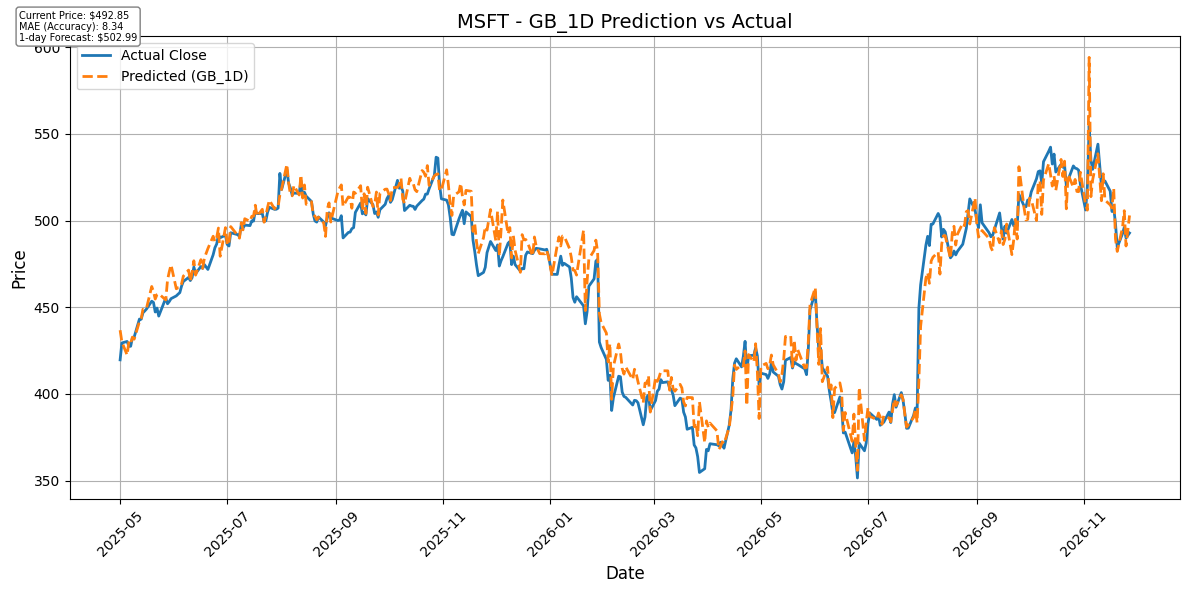 Current Price: $492.85
MAE (Accuracy): 8.34
1-day Forecast: $502.99
MSFT - GB_1D Prediction vs Actual
Actual Close
Predicted (GB_1D)
600
550
500
450
400
350
Price
2025-05
2025-07
2025-09
2025-11
2026-01
2026-03
2026-05
2026-07
2026-09
2026-11
Date